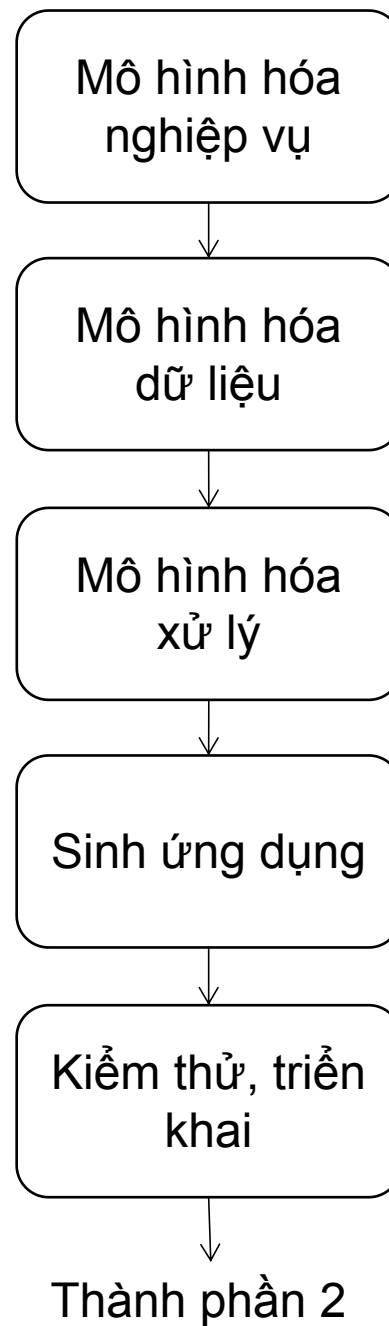 Mô hình hóa
nghiệp vụ
Mô hình hóa
dữ liệu
Mô hình hóa
xử lý
Sinh ứng dụng
Kiểm thử, triển
khai
Thành phần 2